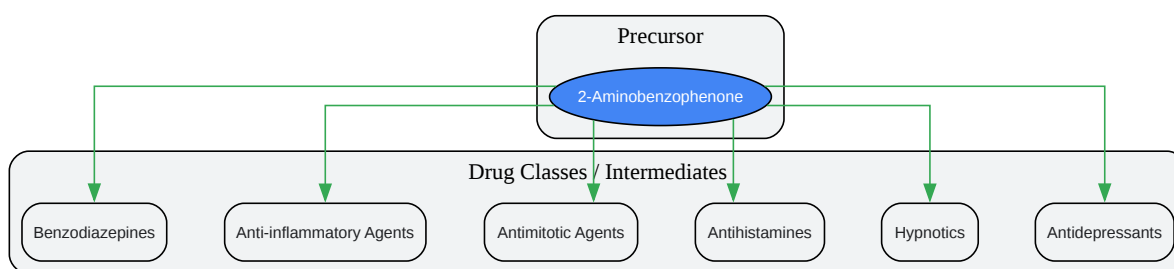 Precursor
2-Aminobenzophenone
Drug Classes / Intermediates
Benzodiazepines
Anti-inflammatory Agents
Antimitotic Agents
Antihistamines
Hypnotics
Antidepressants